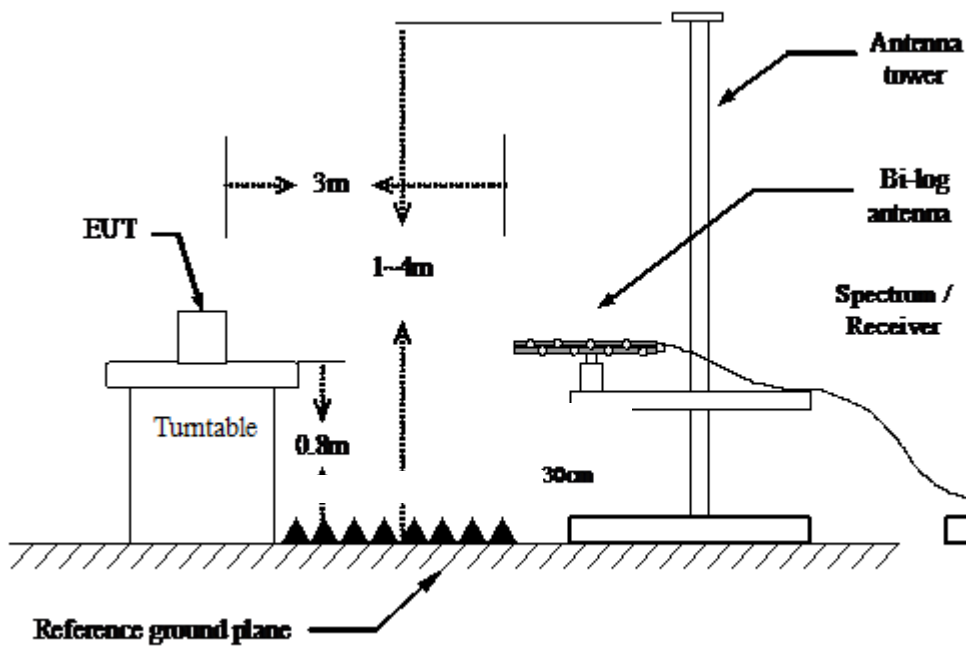 Antenna
tower
3m
Bi-log
antenna
EUT
1~4m
Spectrum /
Receiver
Turntable
0.8m
30cm
Reference ground plane